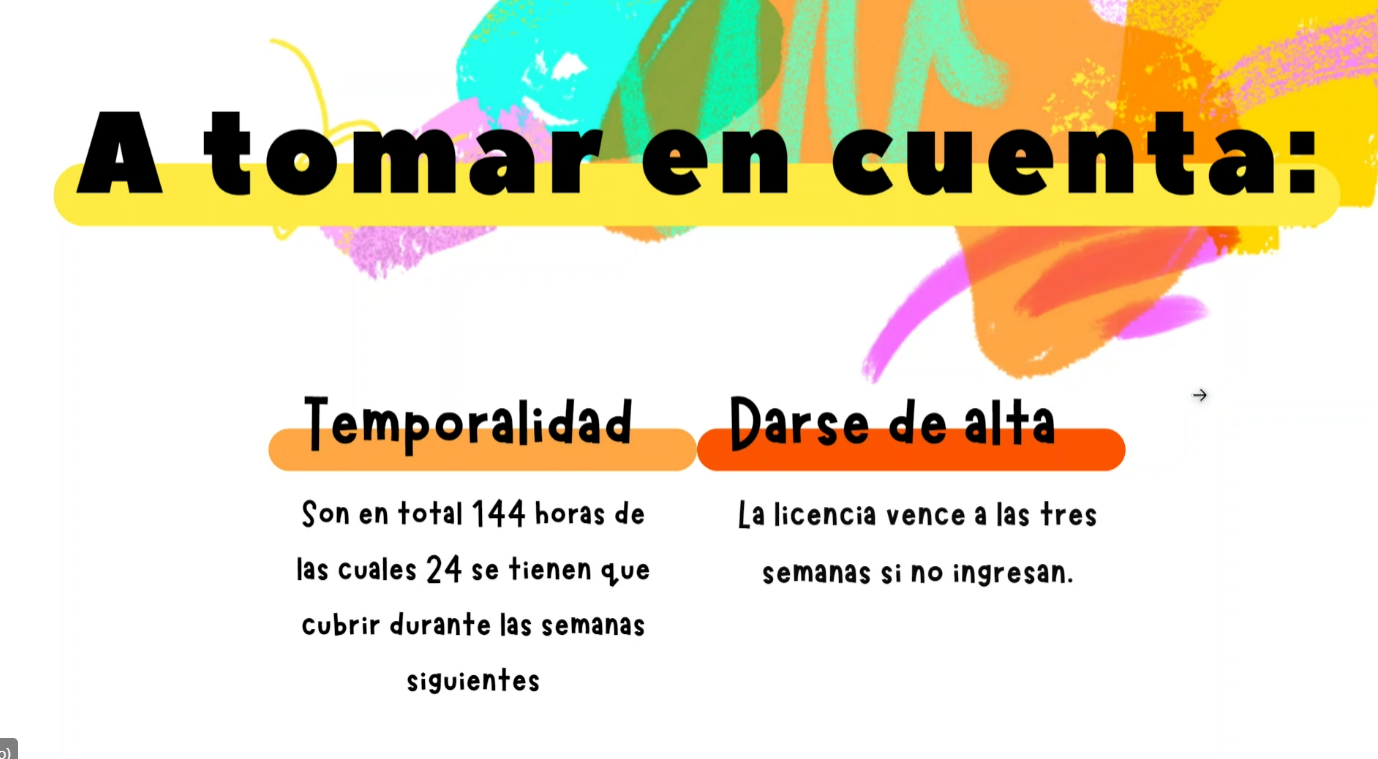 A tomar en cuenta:
Temporalidad
Son en total 144 horas de
las cuales 24 se tienen que
cubrir durante las semanas
siguientes
Darse de alta
La licencia vence a las tres
semanas si no ingresan.